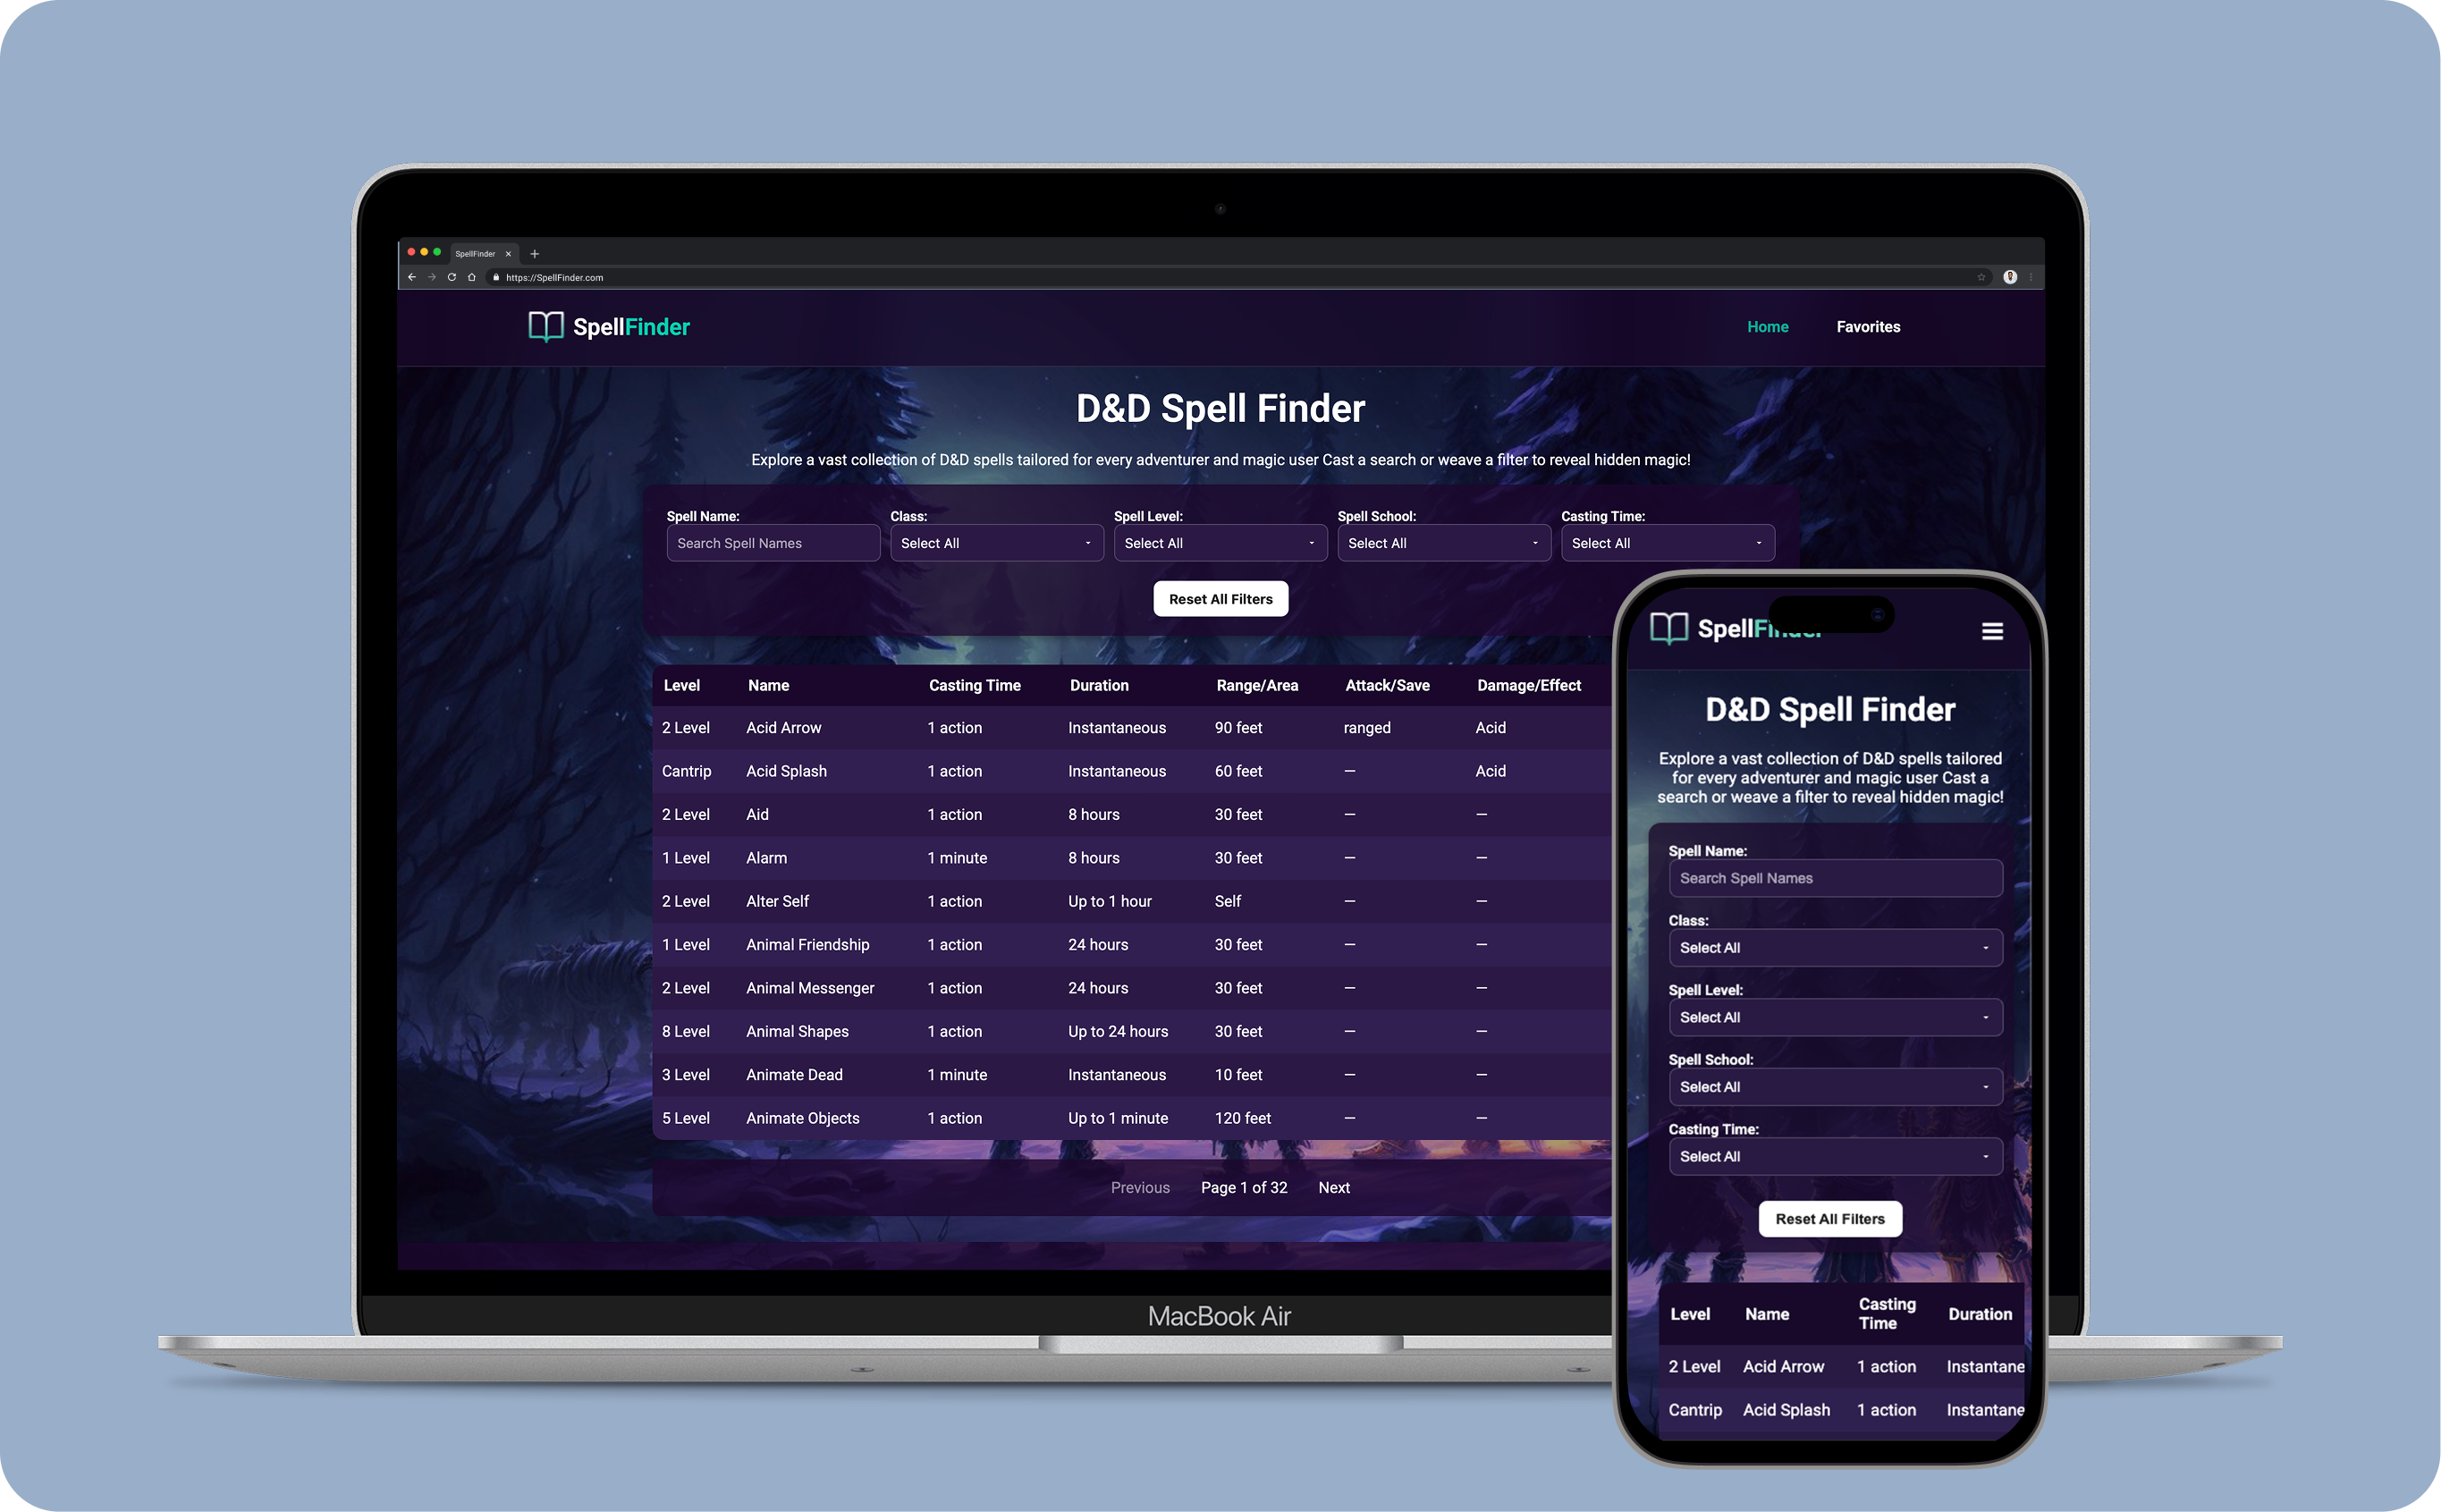 SpellFinder
https://SpellFinder.com
SpellFinder
Home Favorites
D&D Spell Finder
Explore a vast collection of D&D spells tailored for every adventurer and magic user Cast a search or weave a filter to reveal hidden magic!
Spell Name: Class: Spell Level: Spell School: Casting Time:
Search Spell Names Select All Select All Select All Select All
Reset All Filters
Level Name Casting Time Duration Range/Area Attack/Save Damage/Effect
2 Level Acid Arrow 1 action Instantaneous 90 feet ranged Acid
Cantrip Acid Splash 1 action Instantaneous 60 feet — Acid
2 Level Aid 1 action 8 hours 30 feet — —
1 Level Alarm 1 minute 8 hours 30 feet — —
2 Level Alter Self 1 action Up to 1 hour Self — —
1 Level Animal Friendship 1 action 24 hours 30 feet — —
2 Level Animal Messenger 1 action 24 hours 30 feet — —
8 Level Animal Shapes 1 action Up to 24 hours 30 feet — —
3 Level Animate Dead 1 minute Instantaneous 10 feet — —
5 Level Animate Objects 1 action Up to 1 minute 120 feet — —
Previous Page 1 of 32 Next
MacBook Air
SpellFinder
D&D Spell Finder
Explore a vast collection of D&D spells tailored
for every adventurer and magic user Cast a
search or weave a filter to reveal hidden magic!
Spell Name:
Search Spell Names
Class:
Select All
Spell Level:
Select All
Spell School:
Select All
Casting Time:
Select All
Reset All Filters
Level Name Casting Time Duration
2 Level Acid Arrow 1 action Instantane
Cantrip Acid Splash 1 action Instantane